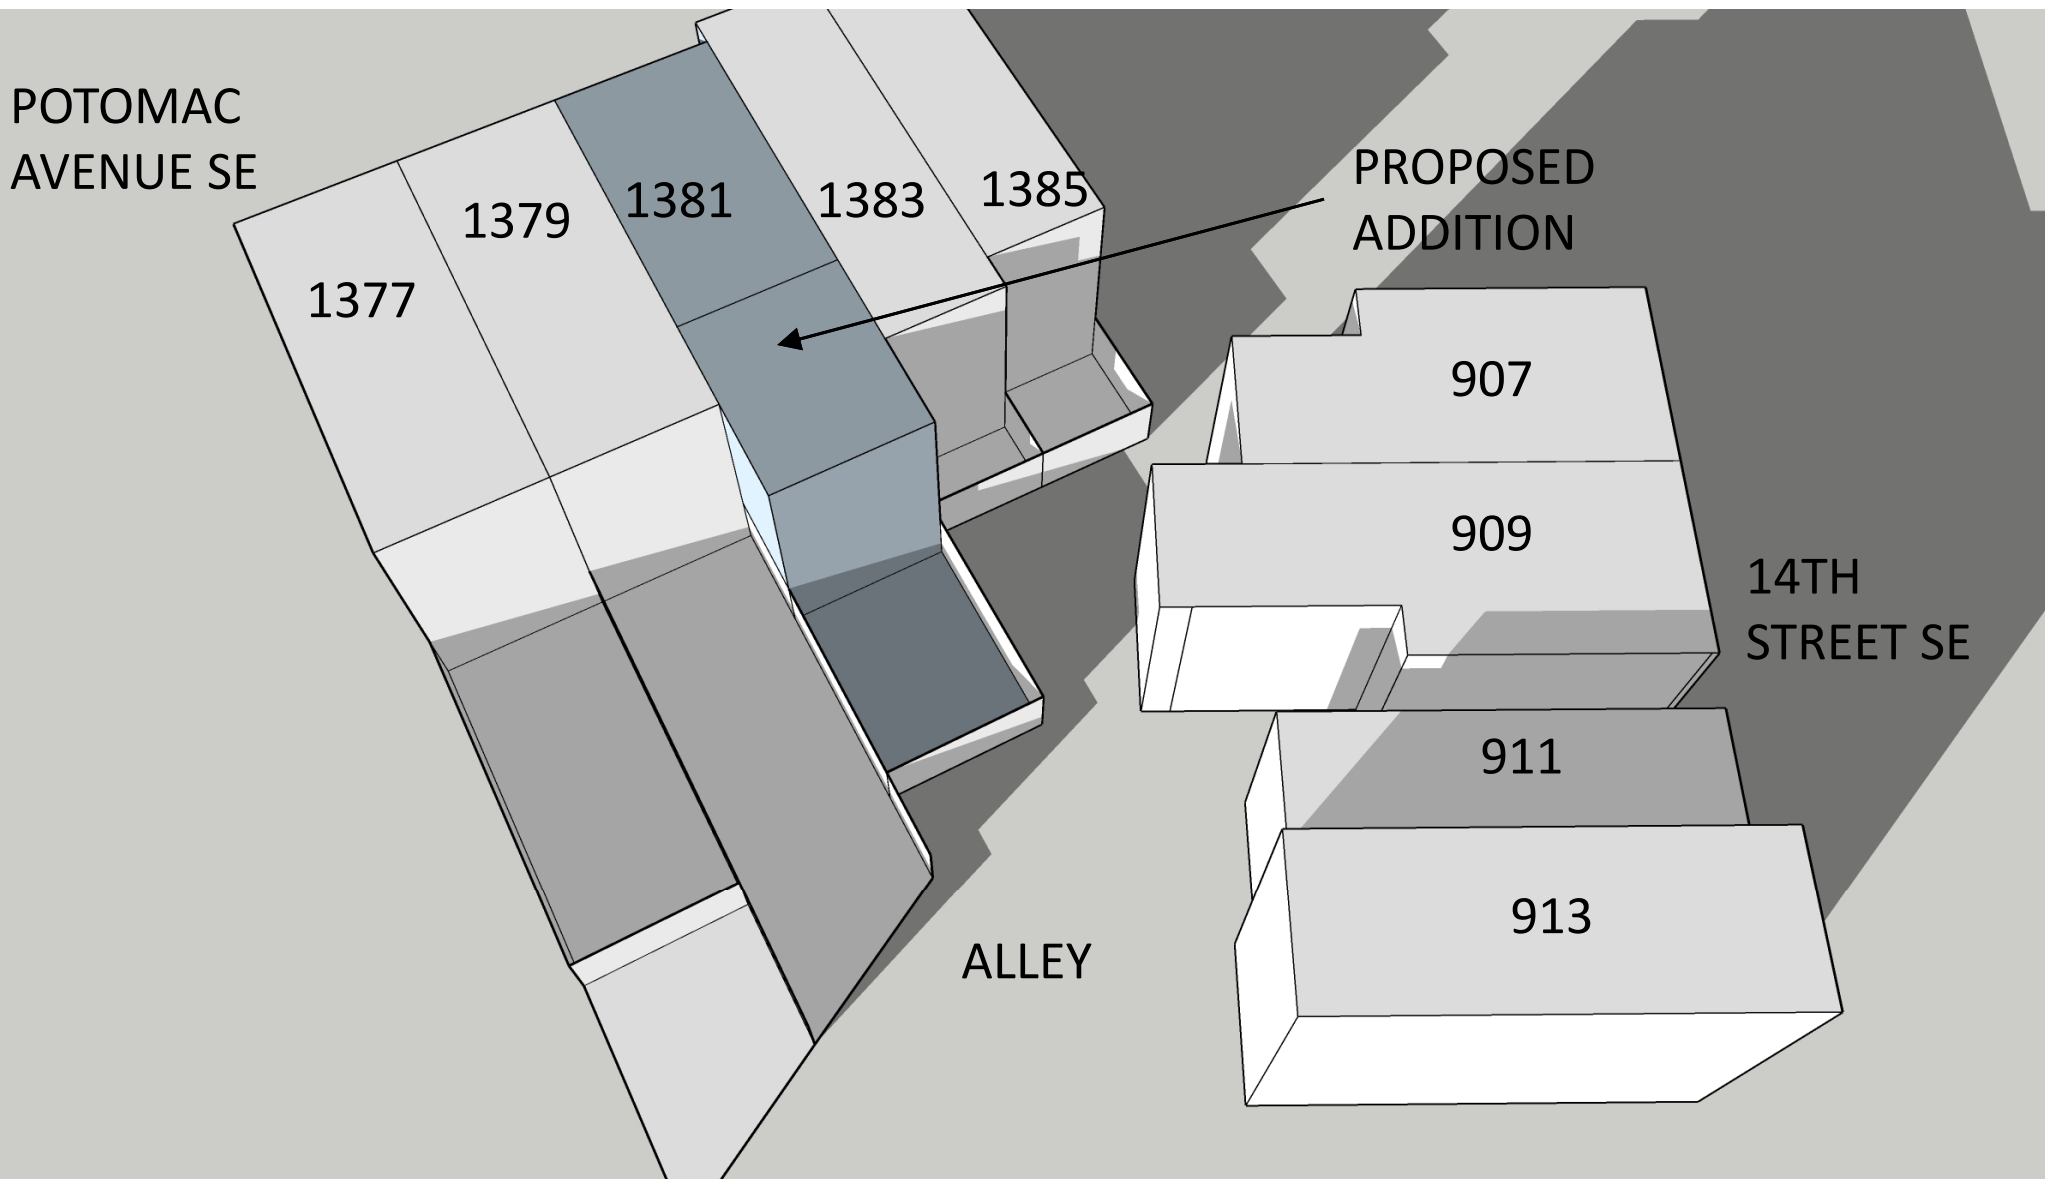 POTOMAC
AVENUE SE
1377
1379
1381
1383
1385
PROPOSED
ADDITION
907
909
14TH
STREET SE
911
913
ALLEY